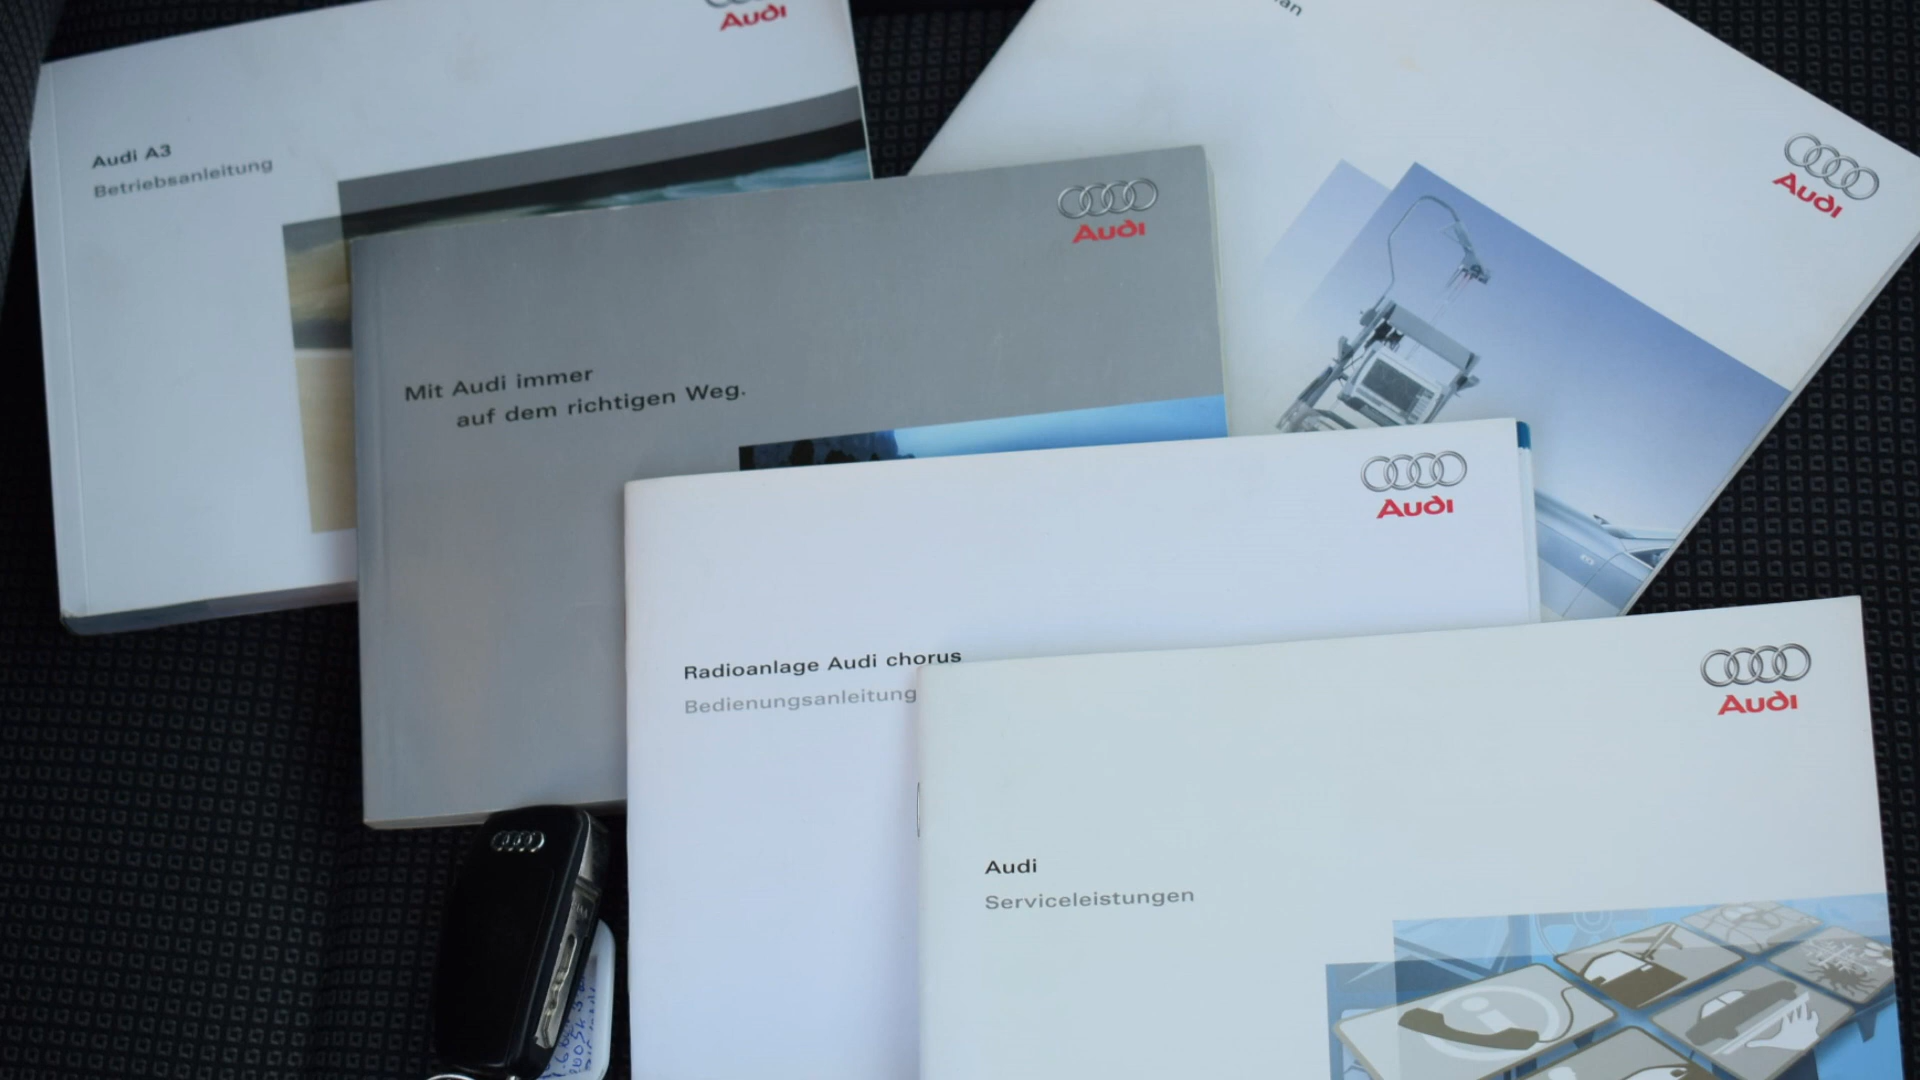 Audi
Audi A3
Betriebsanleitung
Audi
Audi
Mit Audi immer
auf dem richtigen Weg.
Audi
Radioanlage Audi chorus
Bedienungsanleitung
Audi
Audi
Serviceleistungen